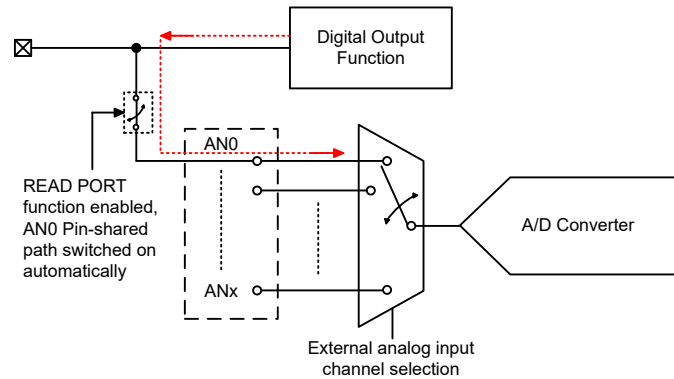 Digital Output
Function
AN0
READ PORT
function enabled,
AN0 Pin-shared
path switched on
automatically
A/D Converter
ANx
External analog input
channel selection